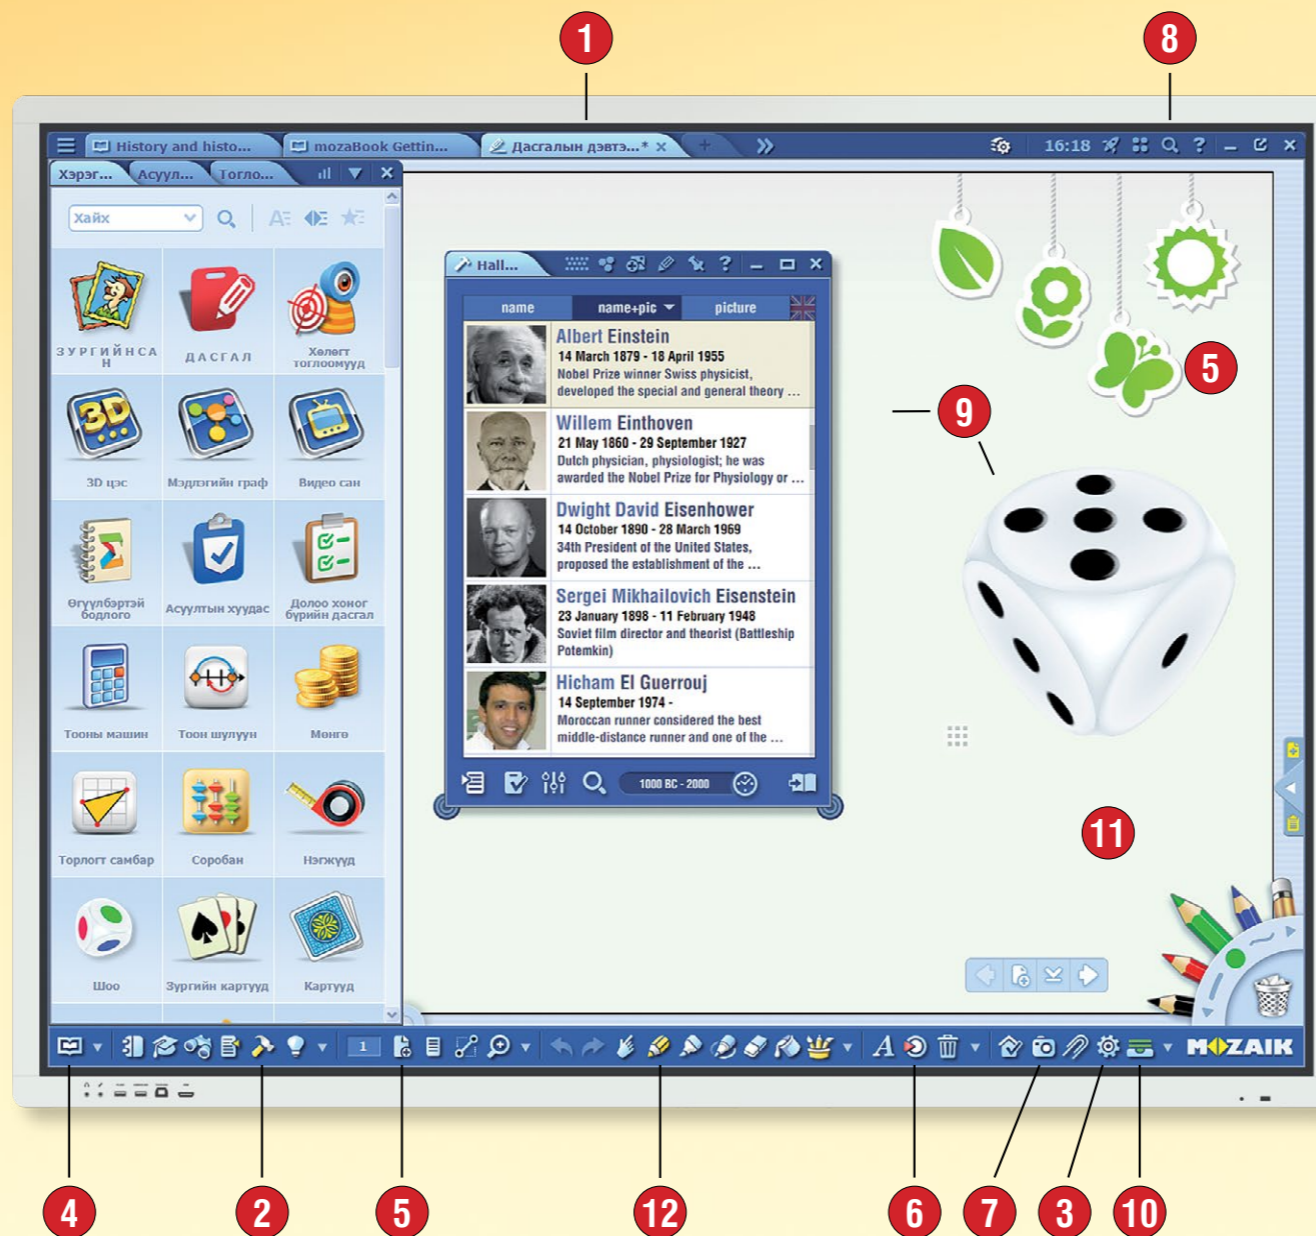 1
8
History and histo...
mozaBook Gettin...
Дасгалын дэвтэ...*
16:18
Хэрэг...
Асуул...
Тогло...
Хайх
ЗУРГИЙНСА
Н
ДАСГАЛ
Хөлөгт
тоглоомууд
3D
3D цэс
Мэдлэгийн граф
Видео сан
Өгүүлбэртэй
бодлого
Асуултын хуудас
Долоо хоног
бүрийн дасгал
Тооны машин
Тоон шулуун
Мөнгө
Торлогт самбар
Соробан
Нэгжүүд
Шоо
Зургийн картууд
Картууд
Hall...
name
name+pic
picture
Albert Einstein
14 March 1879 - 18 April 1955
Nobel Prize winner Swiss physicist,
developed the special and general theory ...
Willem Einthoven
21 May 1860 - 29 September 1927
Dutch physician, physiologist; he was
awarded the Nobel Prize for Physiology or ...
Dwight David Eisenhower
14 October 1890 - 28 March 1969
34th President of the United States,
proposed the establishment of the ...
Sergei Mikhailovich Eisenstein
23 January 1898 - 11 February 1948
Soviet film director and theorist (Battleship
Potemkin)
Hicham El Guerrouj
14 September 1974 -
Moroccan runner considered the best
middle-distance runner and one of the ...
1000 BC - 2000
5
9
11
1
MOZAIK
4
2
5
12
6
7
3
10